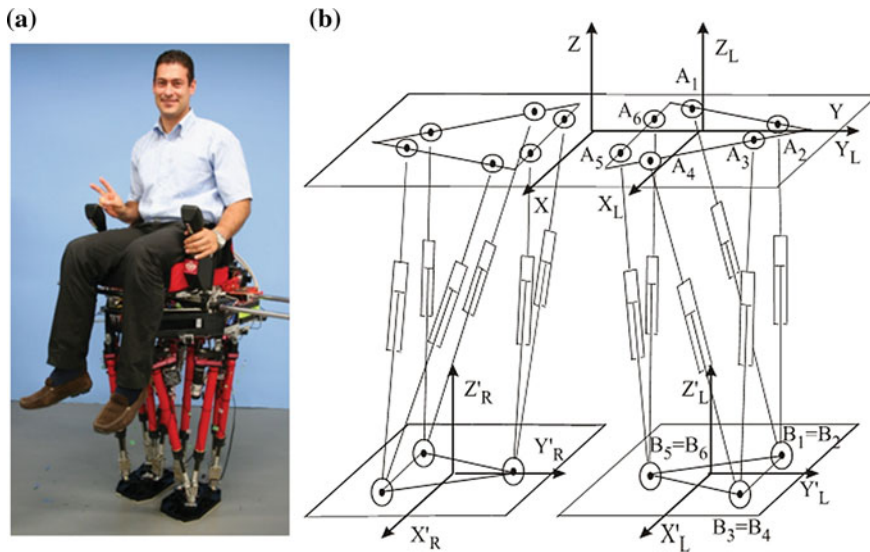 (a)
(b)
Z
Z_L
A_1
A_6
Y
Y_L
A_5
A_4
A_3
A_2
X
X_L
Z'_R
Z'_L
Y'_R
B_5=B_6
B_1=B_2
Y'_L
B_3=B_4
X'_R
X'_L